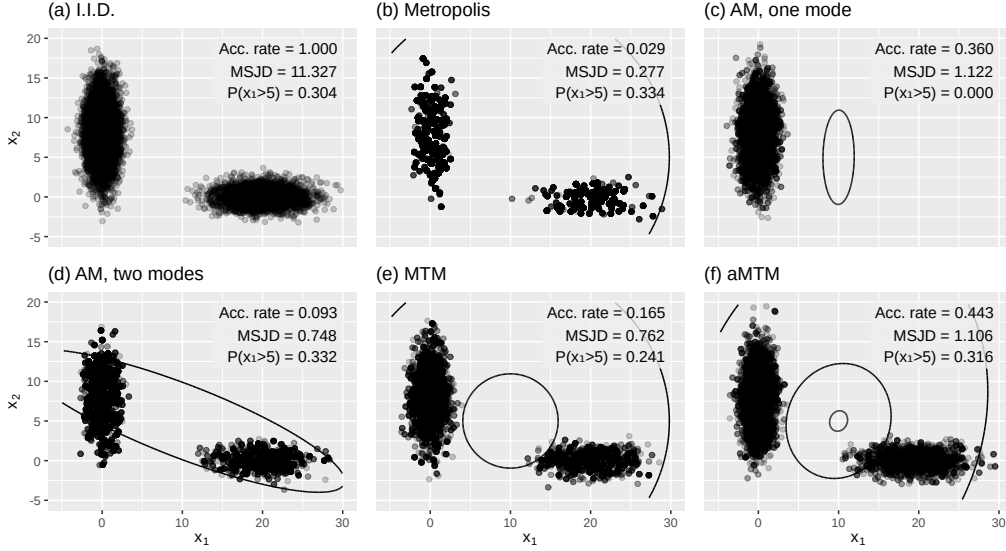 (a) I.I.D.
(b) Metropolis
(c) AM, one mode
Acc. rate = 1.000
MSJD = 11.327
P(x₁>5) = 0.304
Acc. rate = 0.029
MSJD = 0.277
P(x₁>5) = 0.334
Acc. rate = 0.360
MSJD = 1.122
P(x₁>5) = 0.000
x₂
20
15
10
5
0
-5
(d) AM, two modes
(e) MTM
(f) aMTM
Acc. rate = 0.093
MSJD = 0.748
P(x₁>5) = 0.332
Acc. rate = 0.165
MSJD = 0.762
P(x₁>5) = 0.241
Acc. rate = 0.443
MSJD = 1.106
P(x₁>5) = 0.316
x₂
20
15
10
5
0
-5
0 10 20 30
0 10 20 30
0 10 20 30
x₁
x₁
x₁